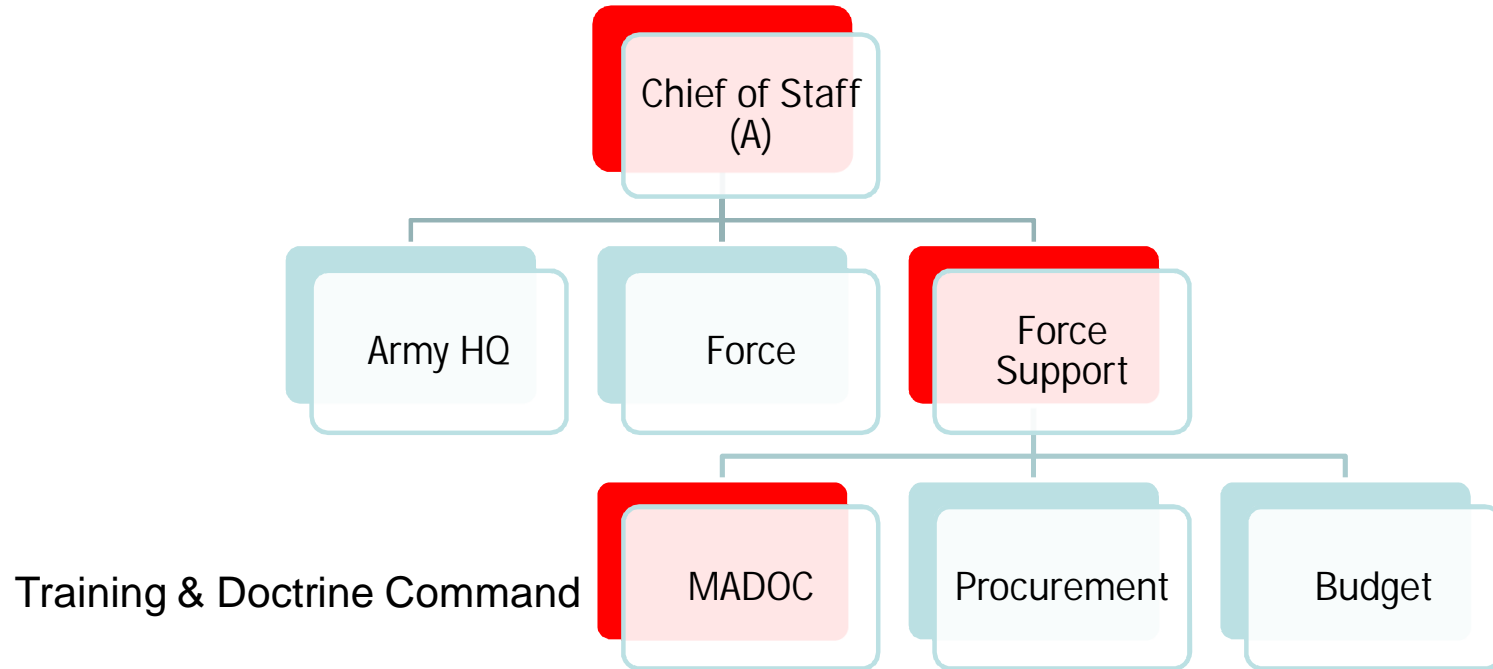 Chief of Staff
(A)
Army HQ
Force
Force
Support
Training & Doctrine Command
MADOC
Procurement
Budget